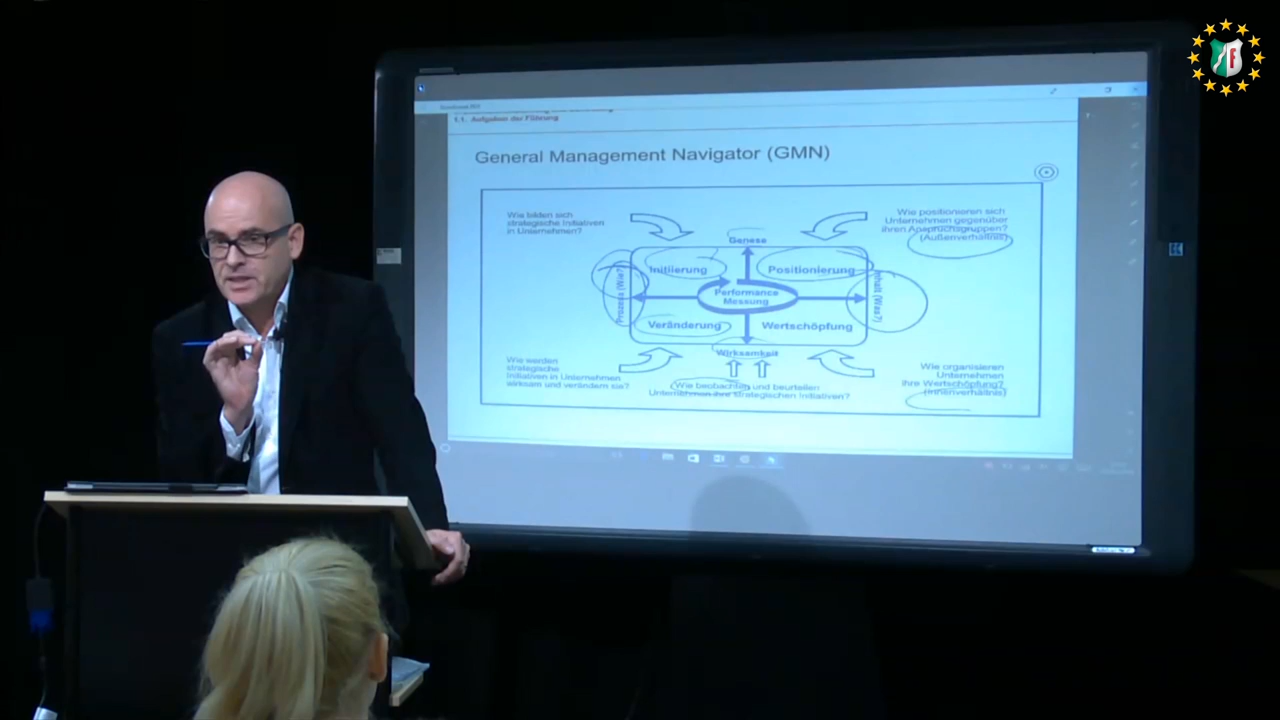 1.1. Aufgaben der Führung
General Management Navigator (GMN)
Wie bilden sich
strategische Initiativen
in Unternehmen?
Wie positionieren sich
Unternehmen gegenüber
ihren Anspruchsgruppen?
(Außenverhältnis)
Genese
Initiierung
Positionierung
Prozess (Wie?)
Performance
Messung
Inhalt (Was?)
Veränderung
Wertschöpfung
Wirksamkeit
Wie werden
strategische
Initiativen in Unternehmen
wirksam und verändern sie?
Wie beobachten und beurteilen
Unternehmen ihre strategischen Initiativen?
Wie organisieren
Unternehmen
ihre Wertschöpfung?
(Innenverhältnis)
F